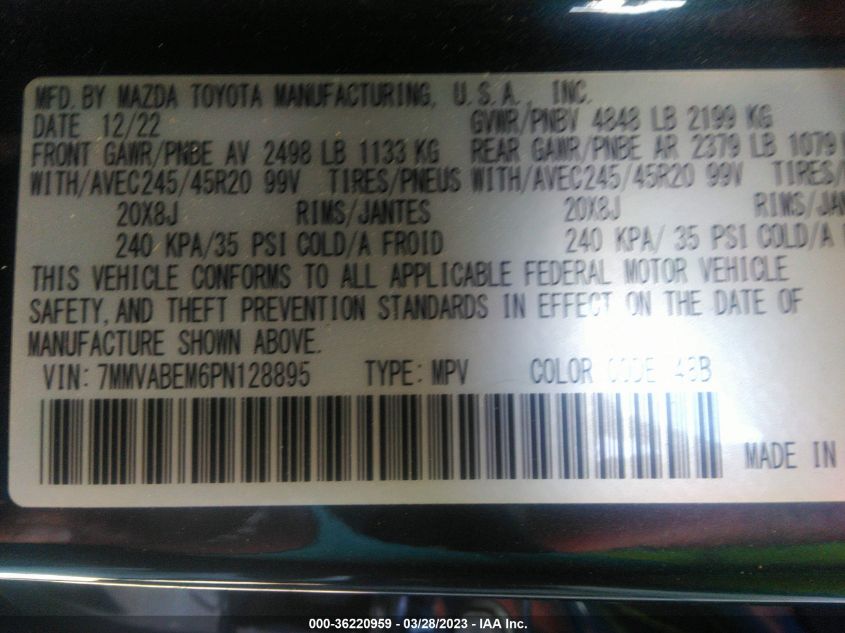 MFD. BY MAZDA TOYOTA MANUFACTURING, U.S.A., INC.
DATE 12/22 GVWR/PNBV 4848 LB 2199 KG
FRONT GAWR/PNBE AV 2498 LB 1133 KG REAR GAWR/PNBE AR 2379 LB 1079
WITH/AVEC245/45R20 99V TIRES/PNEUS WITH/AVEC245/45R20 99V TIRES/
20X8J RIMS/JANTES 20X8J RIMS/JAN
240 KPA/35 PSI COLD/A FROID 240 KPA/ 35 PSI COLD/A
THIS VEHICLE CONFORMS TO ALL APPLICABLE FEDERAL MOTOR VEHICLE
SAFETY, AND THEFT PREVENTION STANDARDS IN EFFECT ON THE DATE OF
MANUFACTURE SHOWN ABOVE.
VIN: 7MMVABEM6PN128895 TYPE: MPV COLOR CODE
MADE IN
000-36220959 — 03/28/2023 — IAA Inc.